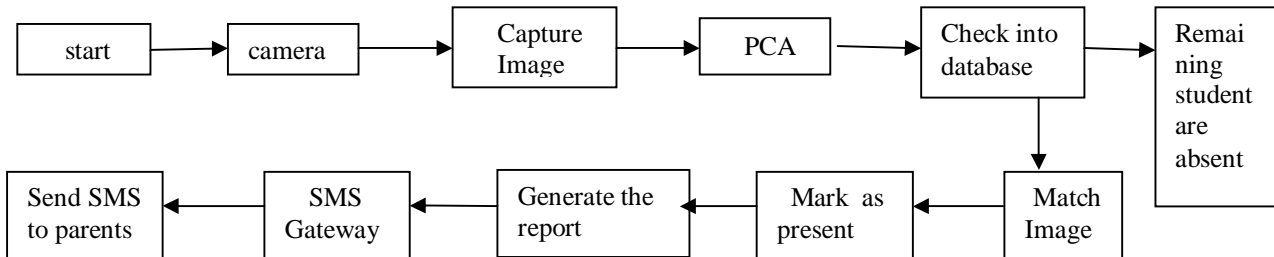 start
camera
Capture
Image
PCA
Check into
database
Remai
ning
student
are
absent
Send SMS
to parents
SMS
Gateway
Generate the
report
Mark as
present
Match
Image